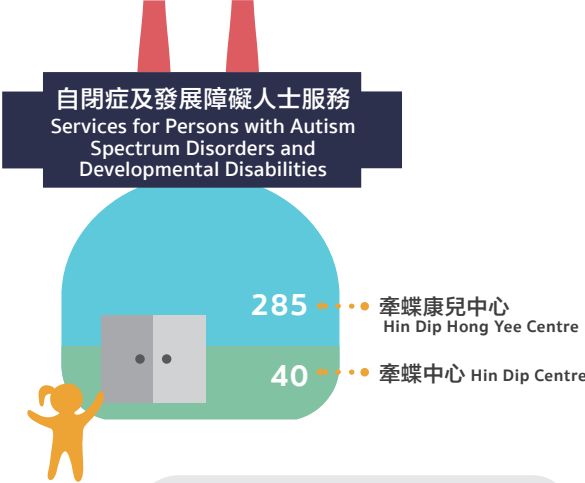 自閉症及發展障礙人士服務
Services for Persons with Autism
Spectrum Disorders and
Developmental Disabilities
285
牽蝶康兒中心
Hin Dip Hong Yee Centre
40
牽蝶中心 Hin Dip Centre